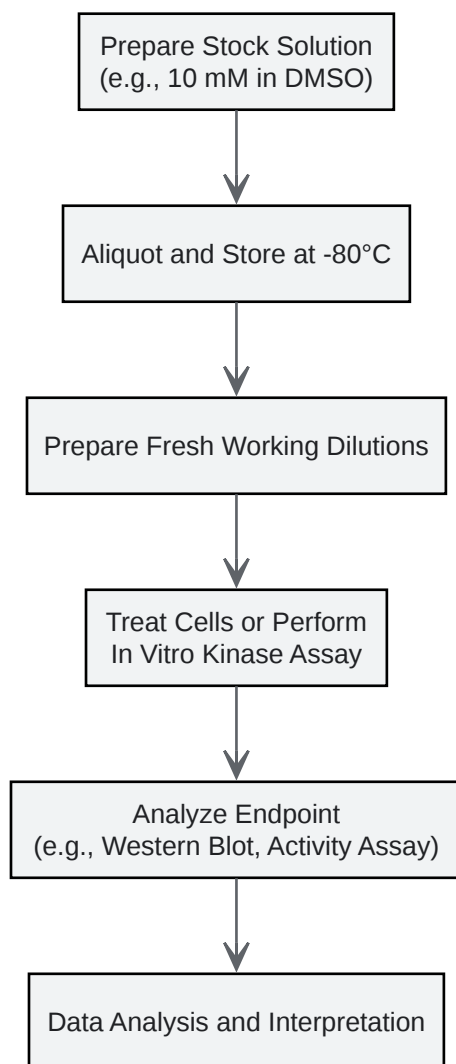 Prepare Stock Solution
(e.g., 10 mM in DMSO)
Aliquot and Store at -80°C
Prepare Fresh Working Dilutions
Treat Cells or Perform
In Vitro Kinase Assay
Analyze Endpoint
(e.g., Western Blot, Activity Assay)
Data Analysis and Interpretation